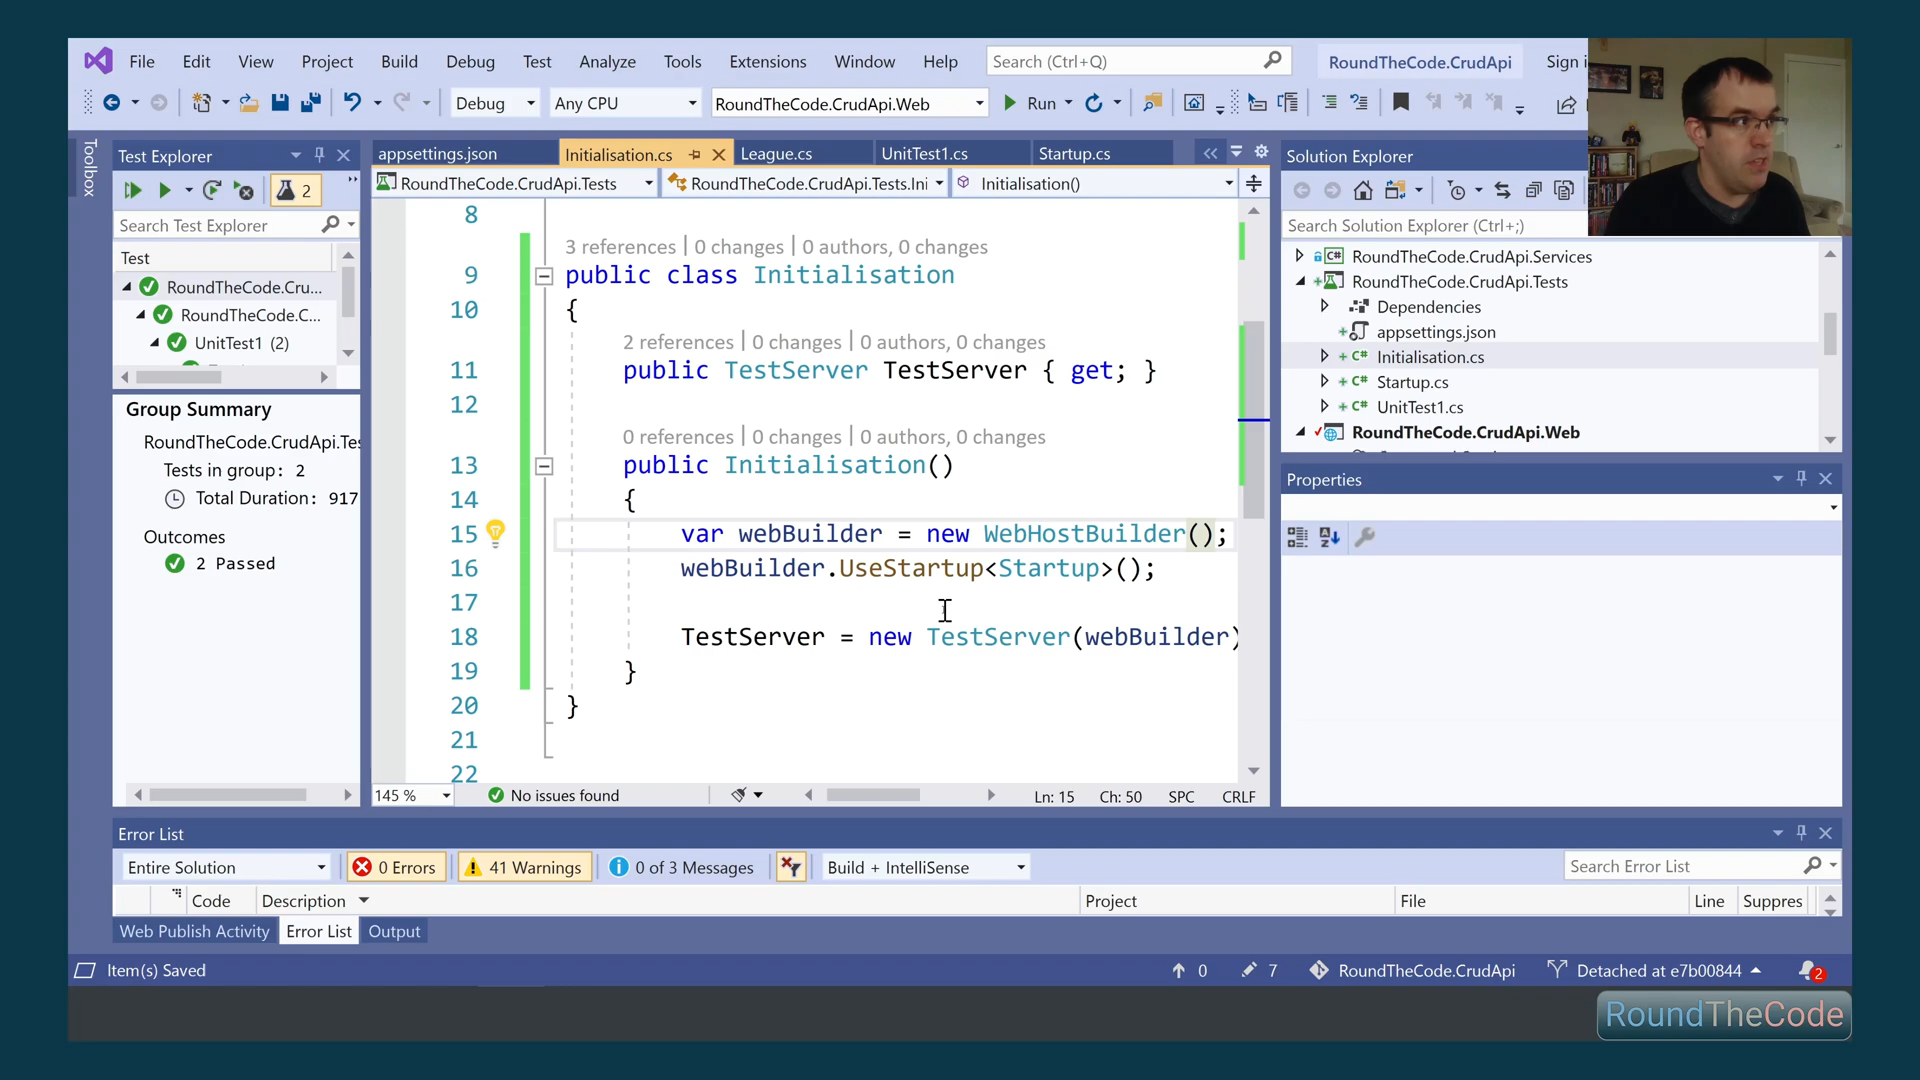 File Edit View Project Build Debug Test Analyze Tools Extensions Window Help Search (Ctrl+Q) RoundTheCode.CrudApi Sign i
Debug Any CPU RoundTheCode.CrudApi.Web Run
Toolbox
Test Explorer
2
Search Test Explorer
Test
RoundTheCode.Cru...
RoundTheCode.C...
UnitTest1 (2)
Group Summary
RoundTheCode.CrudApi.Tes
Tests in group: 2
Total Duration: 917
Outcomes
2 Passed
appsettings.json Initialisation.cs League.cs UnitTest1.cs Startup.cs
RoundTheCode.CrudApi.Tests RoundTheCode.CrudApi.Tests.Ini Initialisation()
8
3 references | 0 changes | 0 authors, 0 changes
9 public class Initialisation
10 {
2 references | 0 changes | 0 authors, 0 changes
11 public TestServer TestServer { get; }
12
0 references | 0 changes | 0 authors, 0 changes
13 public Initialisation()
14 {
15 var webBuilder = new WebHostBuilder();
16 webBuilder.UseStartup<Startup>();
17
18 TestServer = new TestServer(webBuilder)
19 }
20 }
21
22
145 % No issues found Ln: 15 Ch: 50 SPC CRLF
Solution Explorer
Search Solution Explorer (Ctrl+;)
RoundTheCode.CrudApi.Services
RoundTheCode.CrudApi.Tests
Dependencies
appsettings.json
Initialisation.cs
Startup.cs
UnitTest1.cs
RoundTheCode.CrudApi.Web
Properties
Error List
Entire Solution 0 Errors 41 Warnings 0 of 3 Messages Build + IntelliSense Search Error List
Code Description Project File Line Suppres
Web Publish Activity Error List Output
Item(s) Saved 0 7 RoundTheCode.CrudApi Detached at e7b00844 2
RoundTheCode